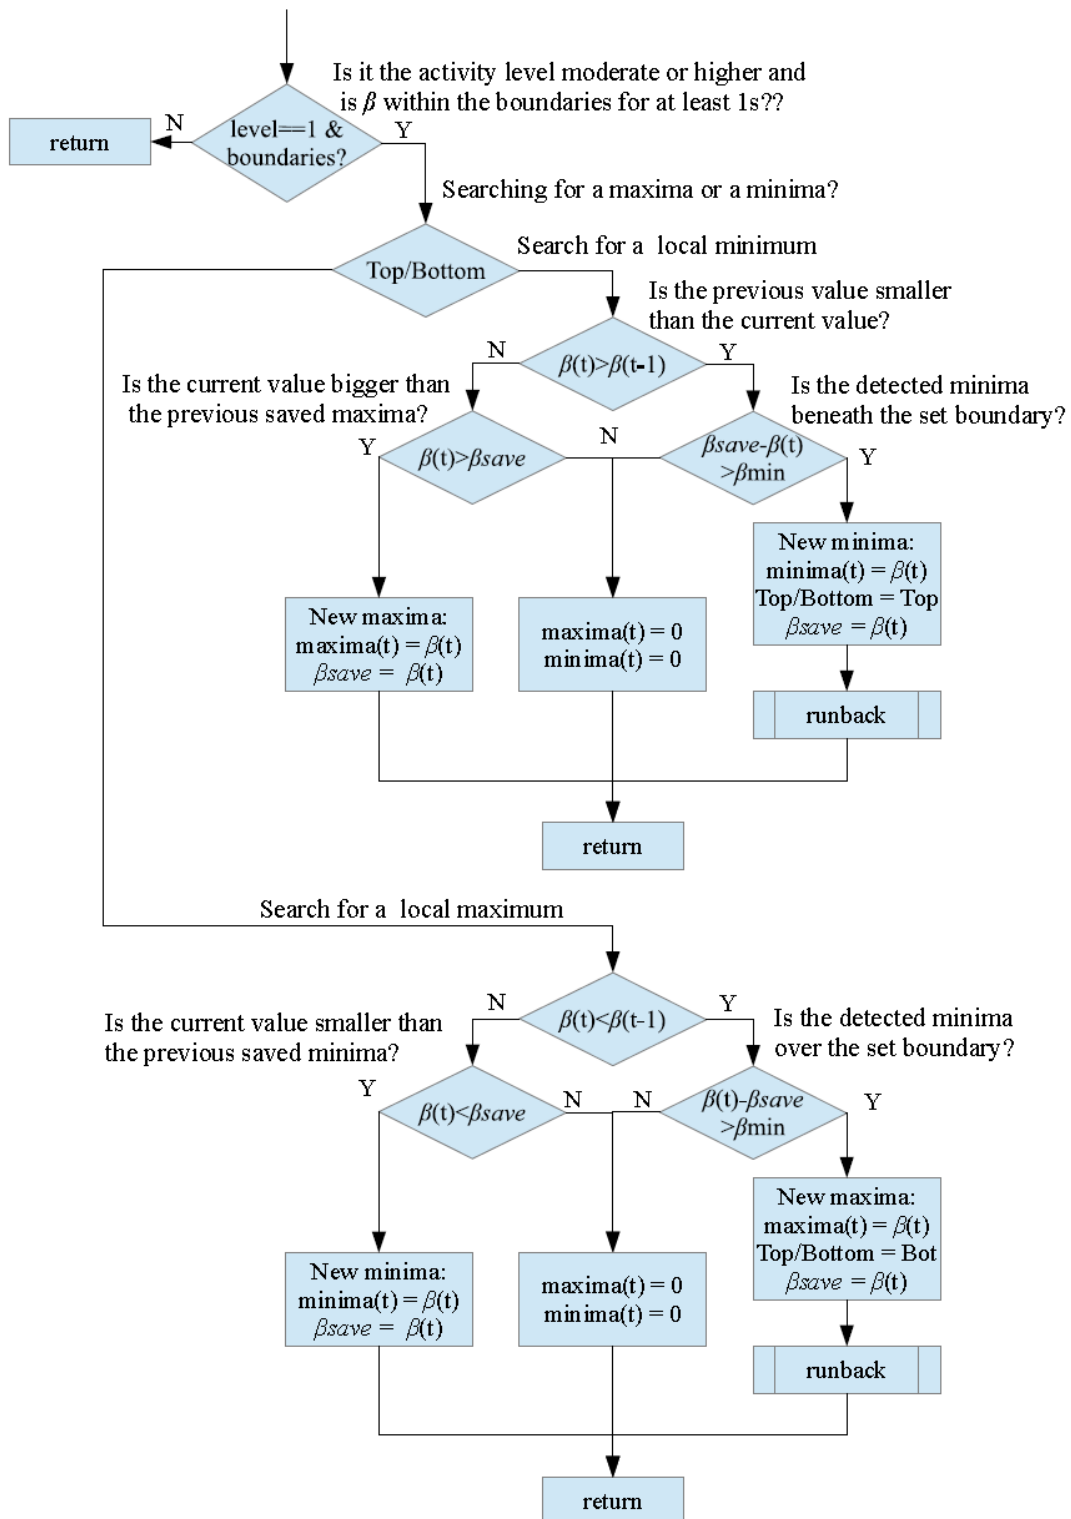 Is it the activity level moderate or higher and
is β within the boundaries for at least 1s??
N
Y
level==1 &
boundaries?
return
Searching for a maxima or a minima?
Search for a local minimum
Top/Bottom
Is the previous value smaller
than the current value?
N
β(t)>β(t-1)
Y
Is the current value bigger than
the previous saved maxima?
Is the detected minima
beneath the set boundary?
Y
β(t)>βsave
N
βsave-β(t)
>βmin
Y
New minima:
minima(t) = β(t)
Top/Bottom = Top
βsave = β(t)
New maxima:
maxima(t) = β(t)
βsave = β(t)
maxima(t) = 0
minima(t) = 0
runback
return
Search for a local maximum
N
β(t)<β(t-1)
Y
Is the current value smaller than
the previous saved minima?
Is the detected minima
over the set boundary?
Y
β(t)<βsave
N
N
β(t)-βsave
>βmin
Y
New maxima:
maxima(t) = β(t)
Top/Bottom = Bot
βsave = β(t)
New minima:
minima(t) = β(t)
βsave = β(t)
maxima(t) = 0
minima(t) = 0
runback
return